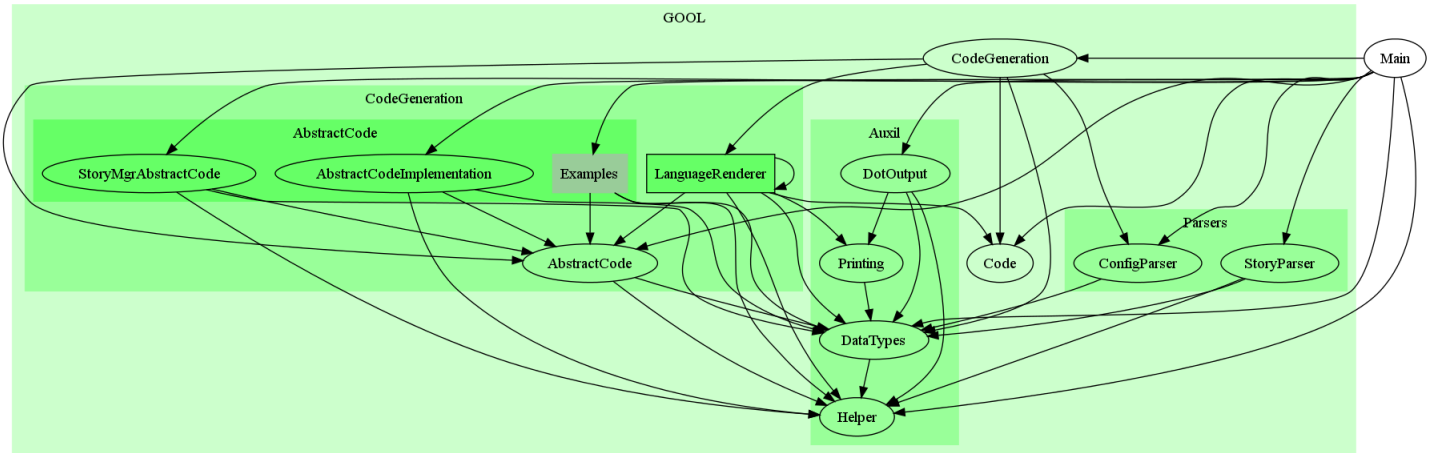 GOOL
CodeGeneration
Main
CodeGeneration
AbstractCode
Auxil
StoryMgrAbstractCode
AbstractCodeImplementation
Examples
LanguageRenderer
DotOutput
Parsers
AbstractCode
Printing
Code
ConfigParser
StoryParser
DataTypes
Helper